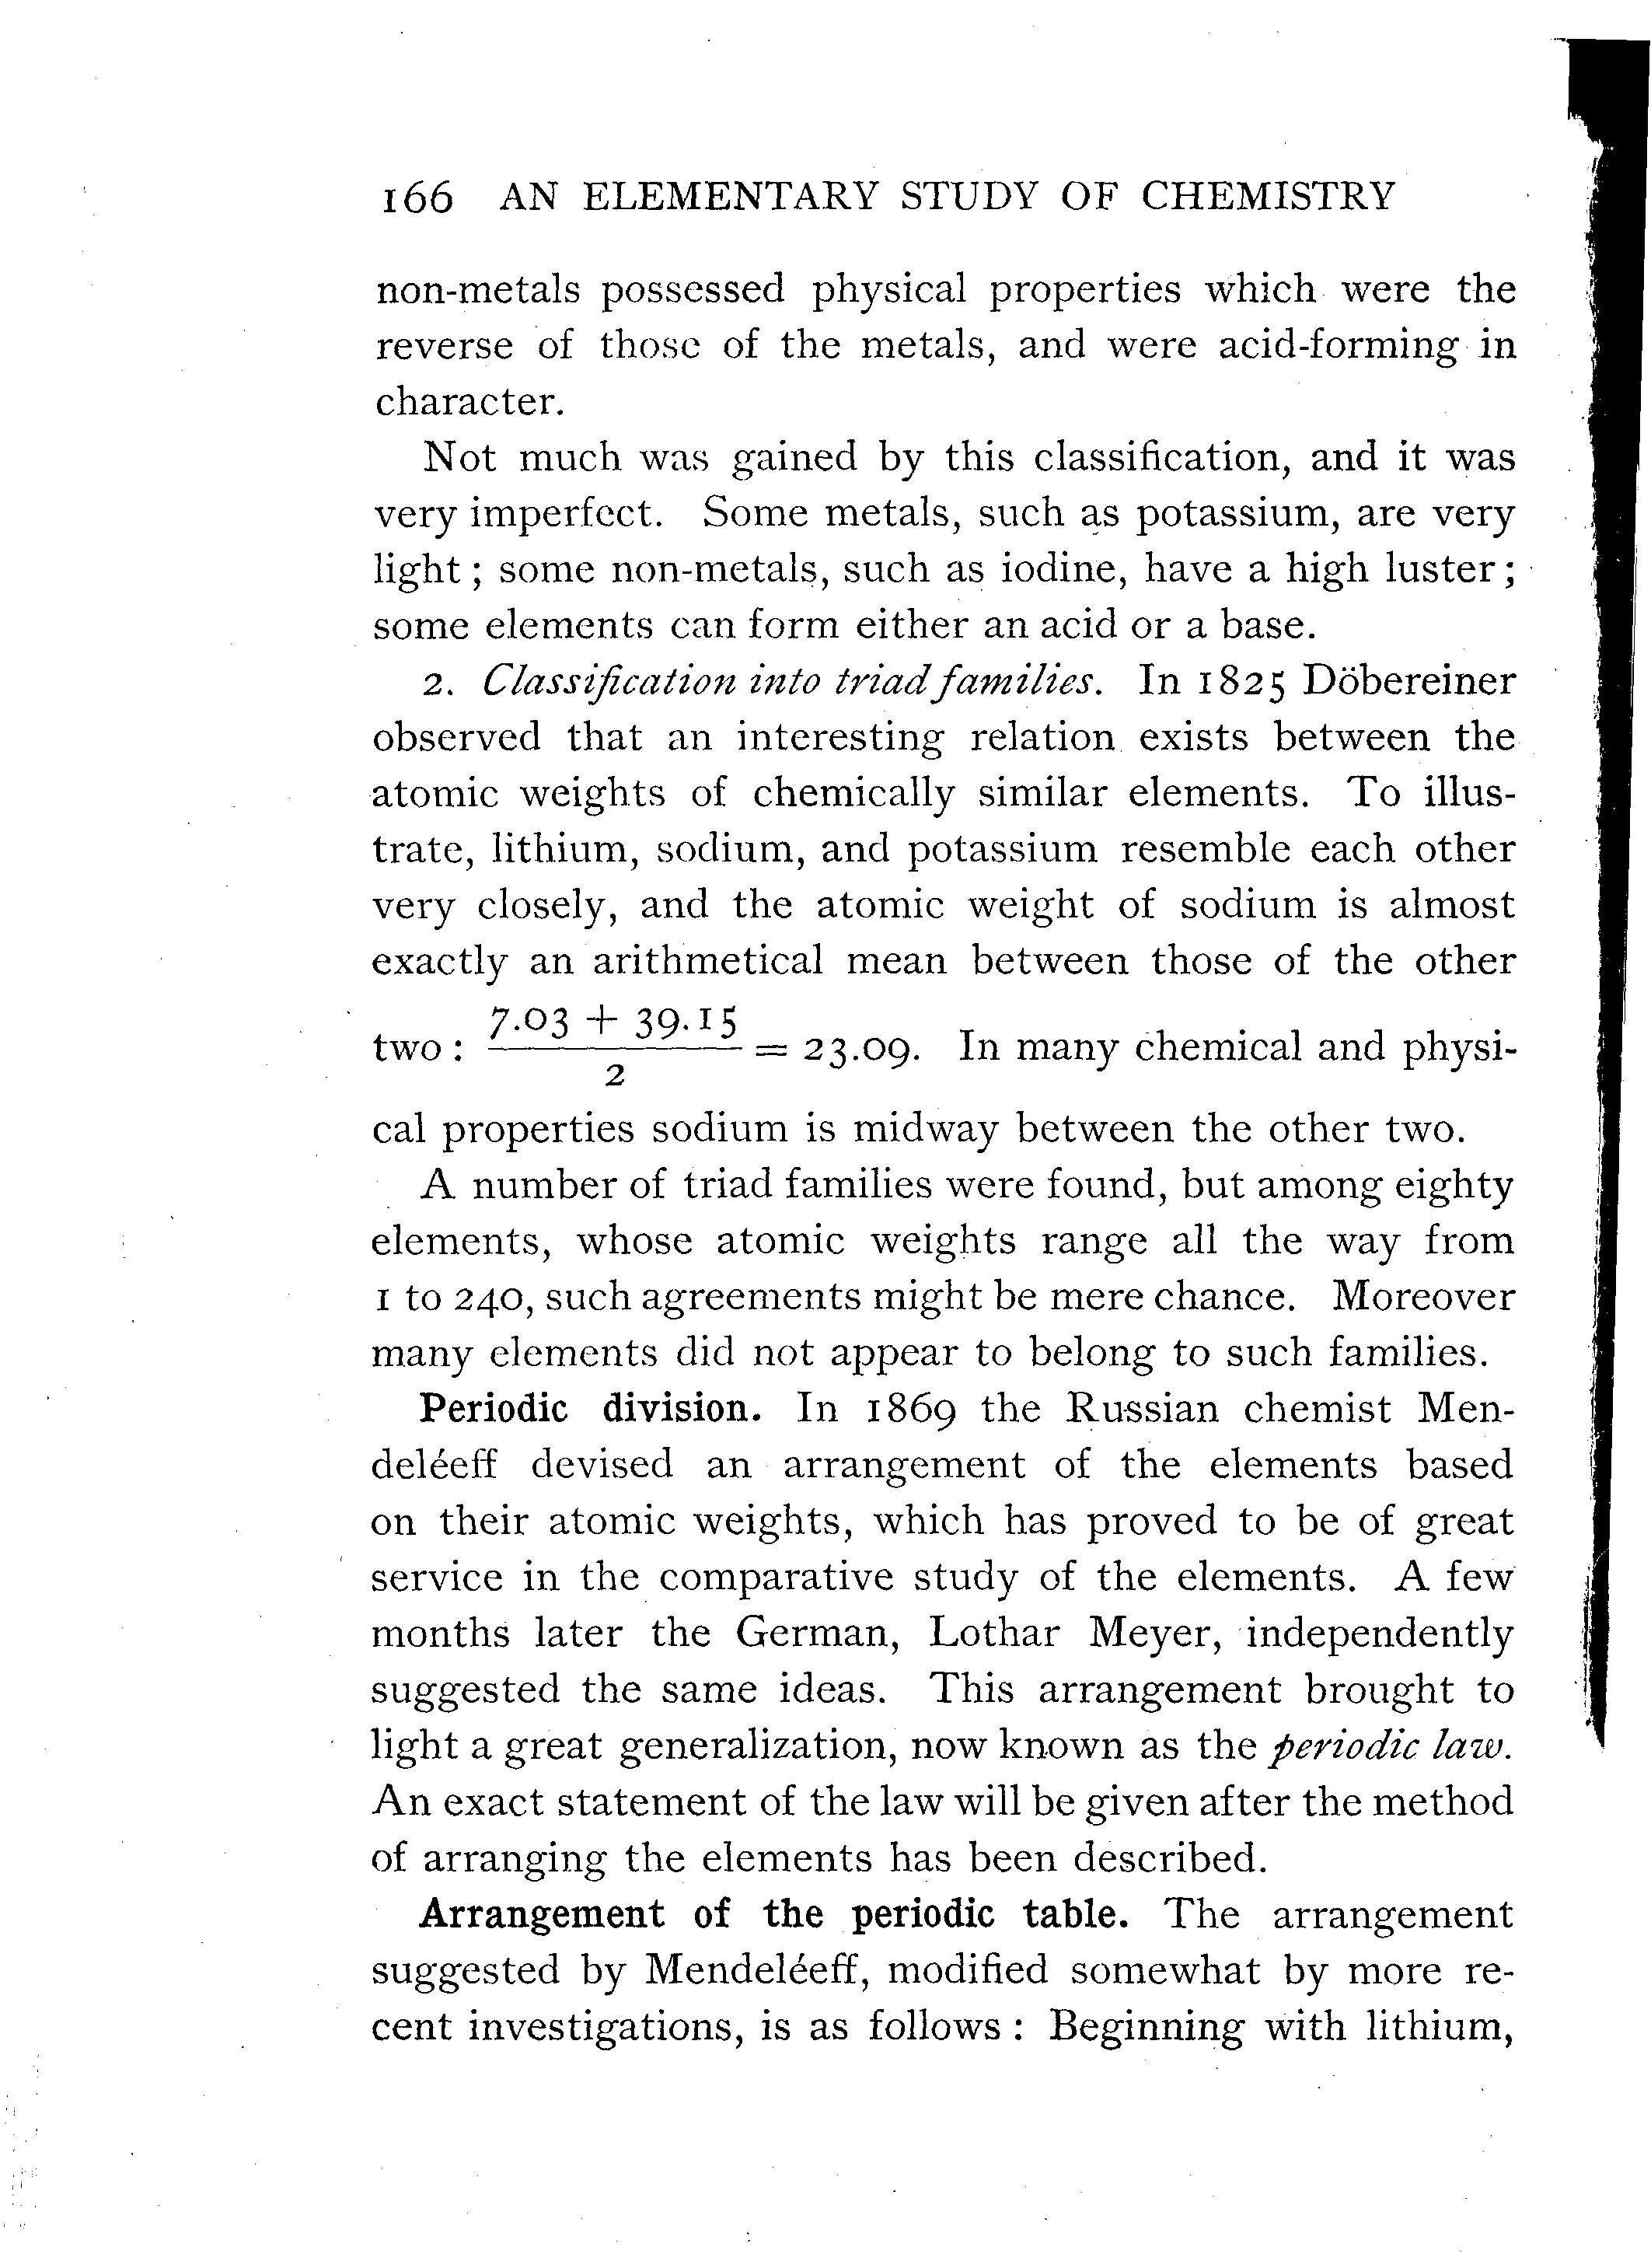 166 AN ELEMENTARY STUDY OF CHEMISTRY
non-metals possessed physical properties which were the
reverse of those of the metals, and were acid-forming in
character.
Not much was gained by this classification, and it was
very imperfect. Some metals, such as potassium, are very
light; some non-metals, such as iodine, have a high luster;
some elements can form either an acid or a base.
2. Classification into triad families. In 1825 Döbereiner
observed that an interesting relation exists between the
atomic weights of chemically similar elements. To illus-
trate, lithium, sodium, and potassium resemble each other
very closely, and the atomic weight of sodium is almost
exactly an arithmetical mean between those of the other
two: (7.03 + 39.15)/2 = 23.09. In many chemical and physi-
cal properties sodium is midway between the other two.
A number of triad families were found, but among eighty
elements, whose atomic weights range all the way from
1 to 240, such agreements might be mere chance. Moreover
many elements did not appear to belong to such families.
Periodic division. In 1869 the Russian chemist Men-
deléeff devised an arrangement of the elements based
on their atomic weights, which has proved to be of great
service in the comparative study of the elements. A few
months later the German, Lothar Meyer, independently
suggested the same ideas. This arrangement brought to
light a great generalization, now known as the periodic law.
An exact statement of the law will be given after the method
of arranging the elements has been described.
Arrangement of the periodic table. The arrangement
suggested by Mendeléeff, modified somewhat by more re-
cent investigations, is as follows: Beginning with lithium,